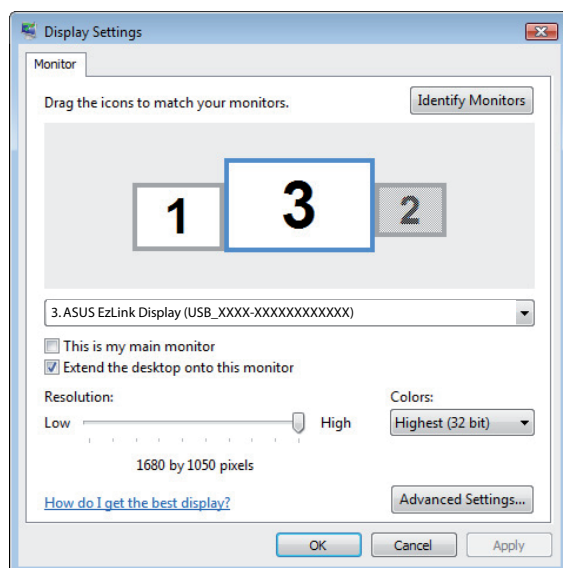 Display Settings
Monitor
Drag the icons to match your monitors.
Identify Monitors
1 3 2
3. ASUS EzLink Display (USB_XXXX-XXXXXXXXXXXX)
This is my main monitor
Extend the desktop onto this monitor
Resolution:
Colors:
Low High
Highest (32 bit)
1680 by 1050 pixels
How do I get the best display?
Advanced Settings...
OK Cancel Apply